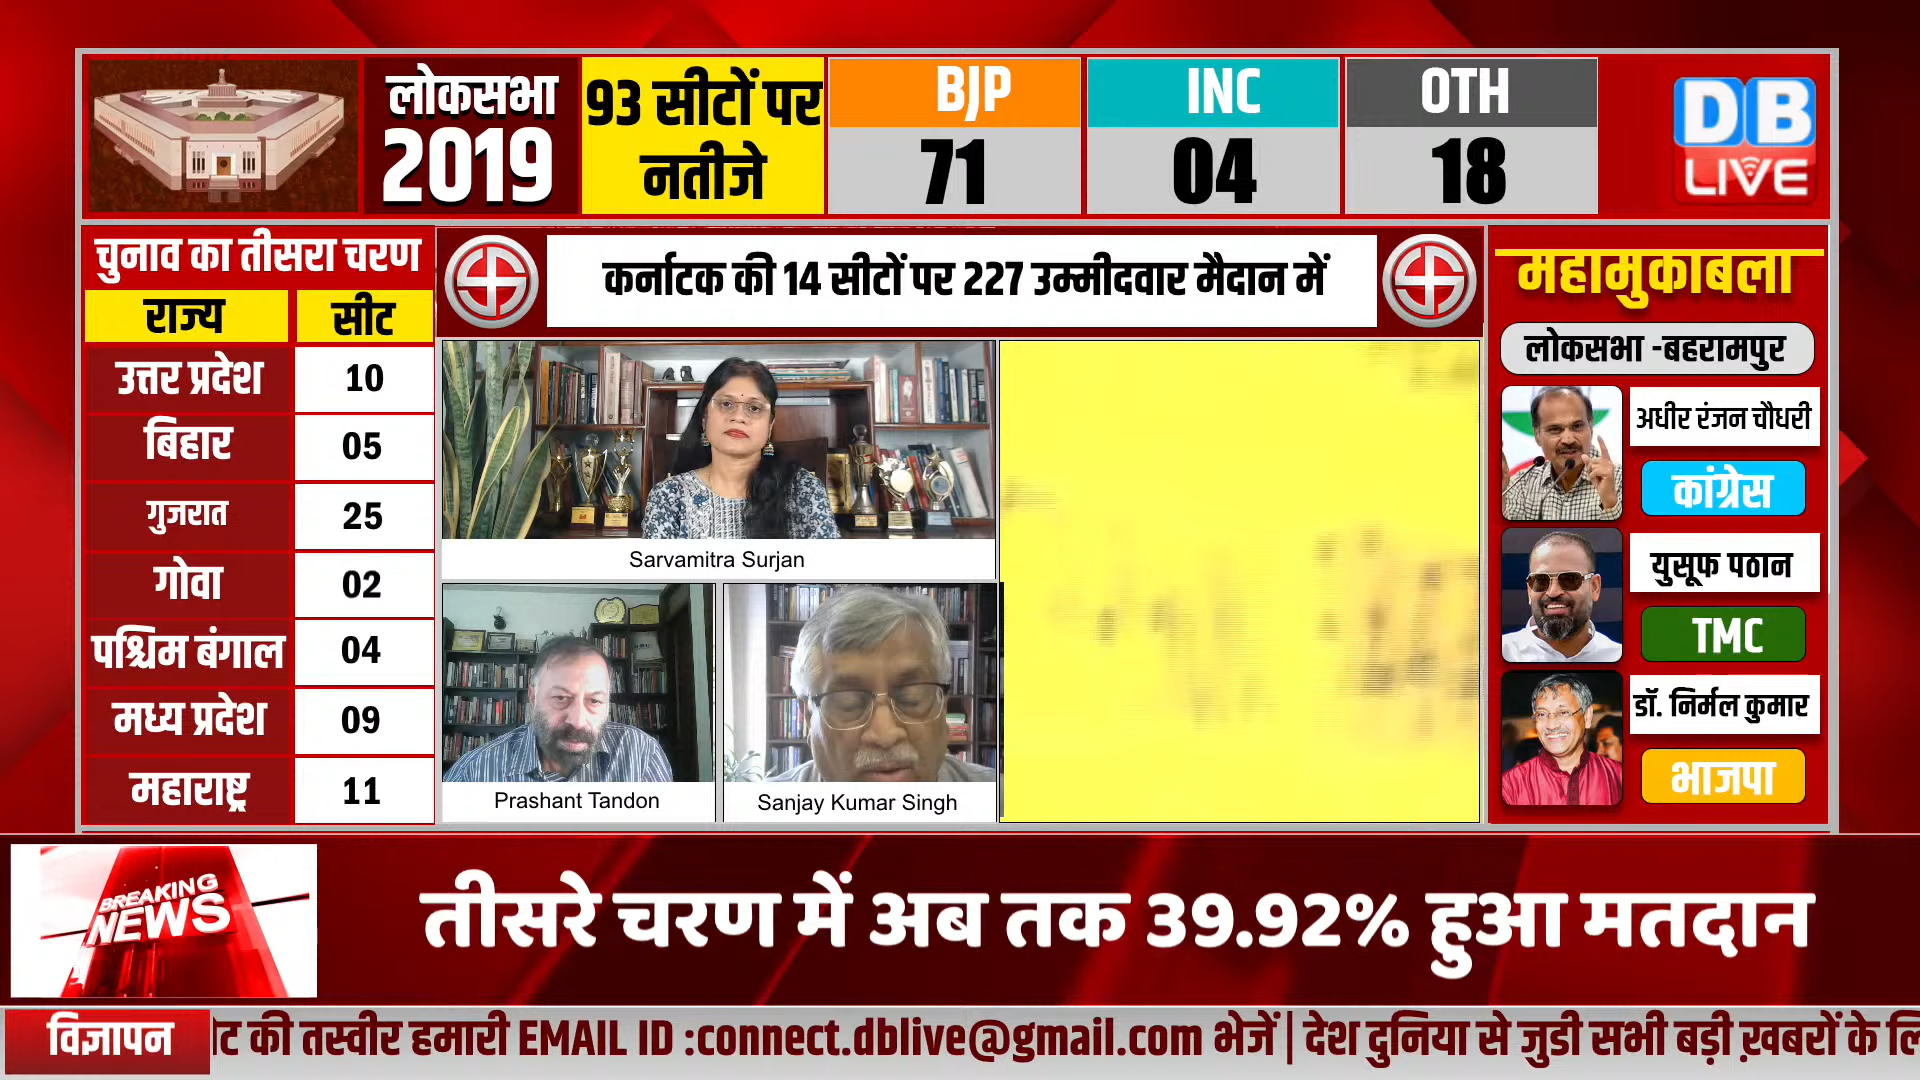 लोकसभा
2019
93 सीटों पर
नतीजे
BJP
71
INC
04
OTH
18
DB
LIVE
चुनाव का तीसरा चरण
राज्य सीट
उत्तर प्रदेश 10
बिहार 05
गुजरात 25
गोवा 02
पश्चिम बंगाल 04
मध्य प्रदेश 09
महाराष्ट्र 11
कर्नाटक की 14 सीटों पर 227 उम्मीदवार मैदान में
Sarvamitra Surjan
Prashant Tandon
Sanjay Kumar Singh
महामुकाबला
लोकसभा -बहरामपुर
अधीर रंजन चौधरी
कांग्रेस
युसूफ पठान
TMC
डॉ. निर्मल कुमार
भाजपा
BREAKING
NEWS
तीसरे चरण में अब तक 39.92% हुआ मतदान
विज्ञापन
की तस्वीर हमारी EMAIL ID :connect.dblive@gmail.com भेजें | देश दुनिया से जुडी सभी बड़ी ख़बरों के